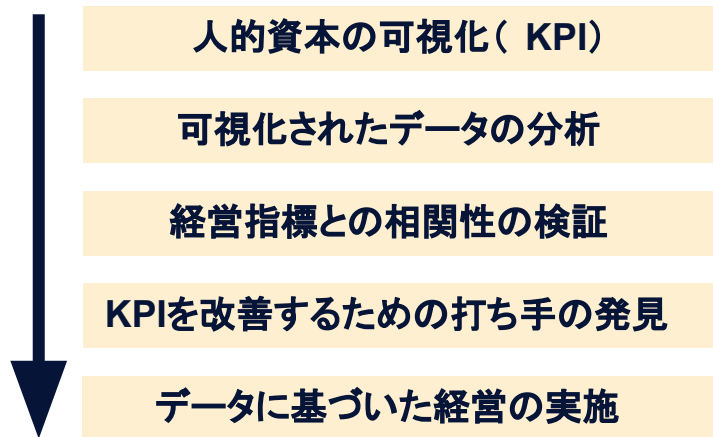 人的資本の可視化（ KPI）
可視化されたデータの分析
経営指標との相関性の検証
KPIを改善するための打ち手の発見
データに基づいた経営の実施